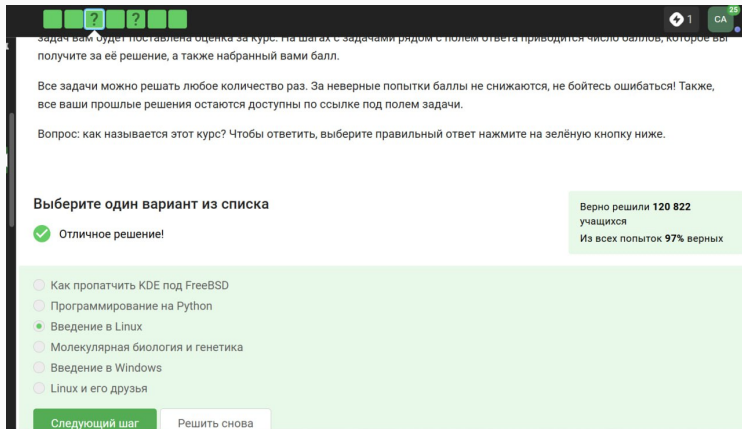 ? ? 1 CA 25
задач вам будет поставлена оценка за курс. На шагах с задачами рядом с полем ответа приводится число баллов, которое вы
получите за её решение, а также набранный вами балл.
Все задачи можно решать любое количество раз. За неверные попытки баллы не снижаются, не бойтесь ошибаться! Также,
все ваши прошлые решения остаются доступны по ссылке под полем задачи.
Вопрос: как называется этот курс? Чтобы ответить, выберите правильный ответ нажмите на зелёную кнопку ниже.
Выберите один вариант из списка
Отличное решение!
Верно решили 120 822
учащихся
Из всех попыток 97% верных
Как пропатчить KDE под FreeBSD
Программирование на Python
Введение в Linux
Молекулярная биология и генетика
Введение в Windows
Linux и его друзья
Следующий шаг Решить снова